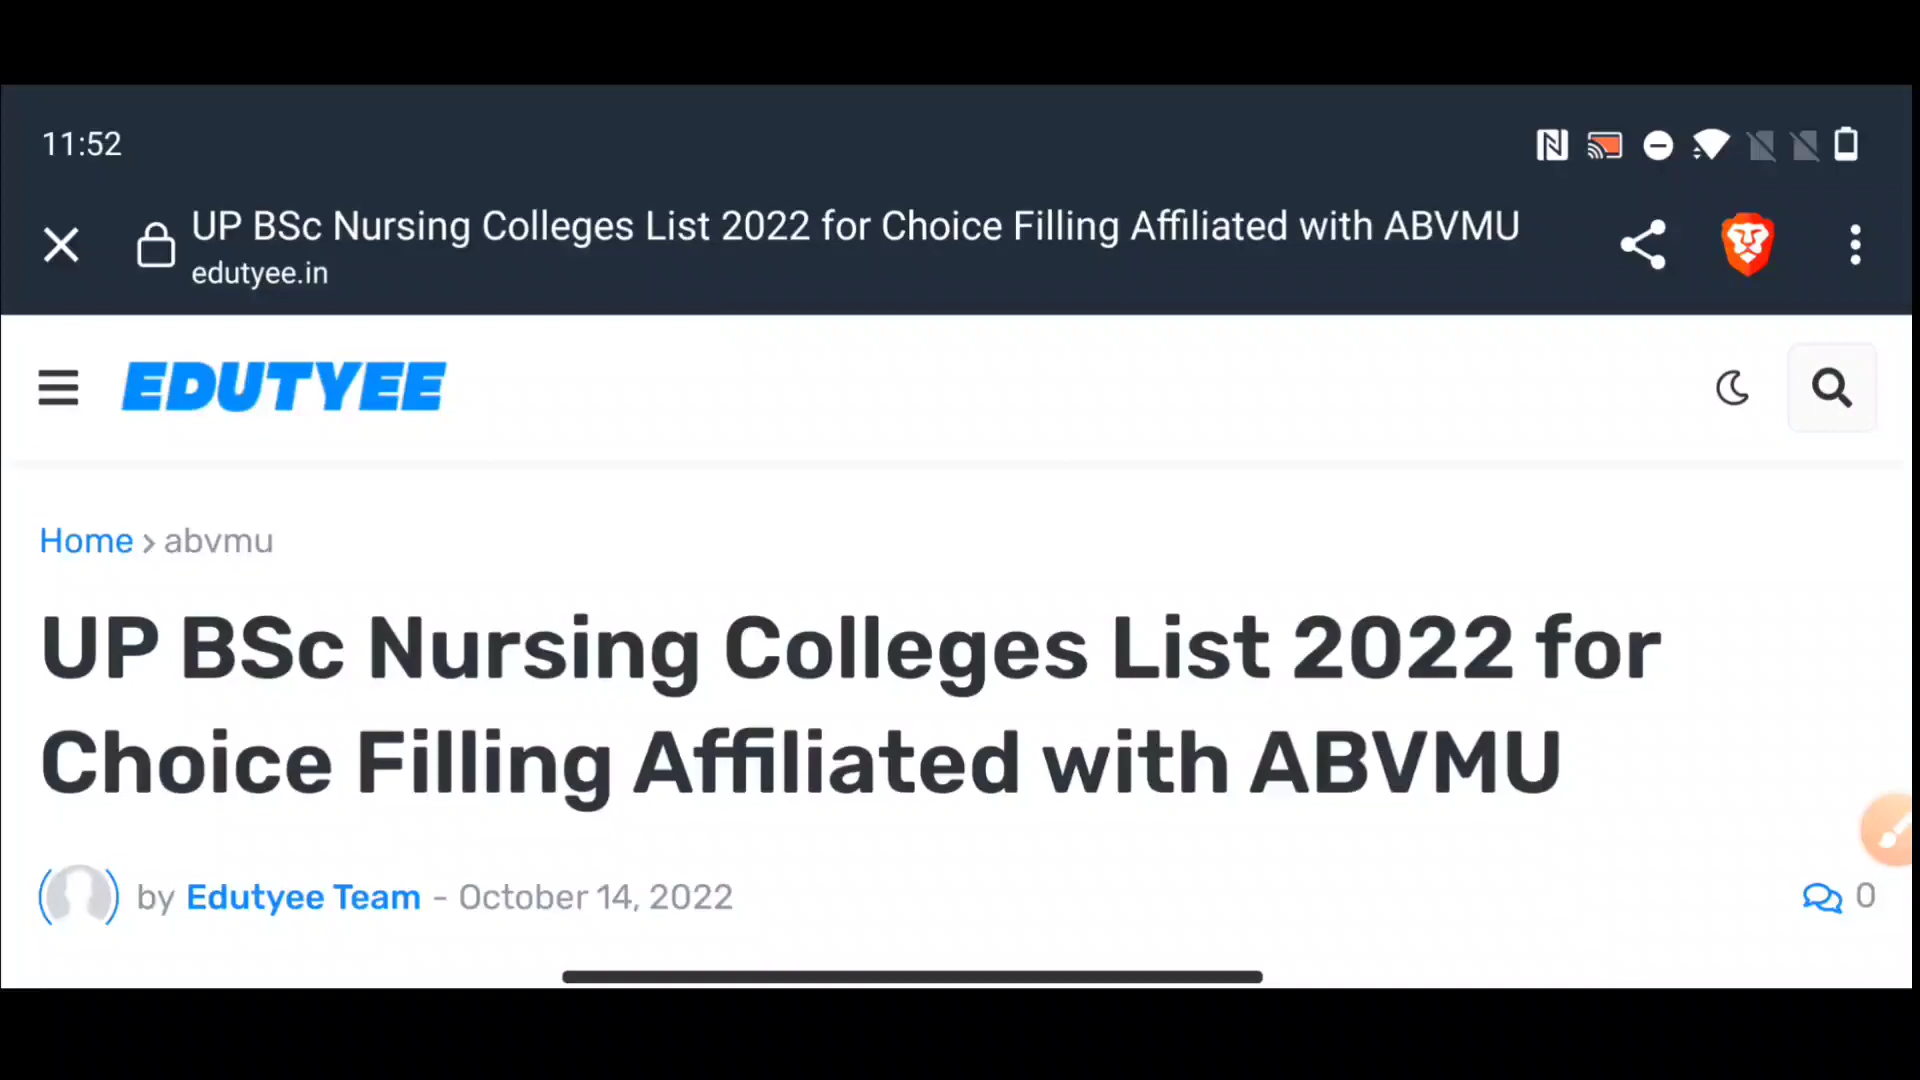 11:52
UP BSc Nursing Colleges List 2022 for Choice Filling Affiliated with ABVMU
edutyee.in
EDUTYEE
Home > abvmu
UP BSc Nursing Colleges List 2022 for
Choice Filling Affiliated with ABVMU
by Edutyee Team - October 14, 2022
0